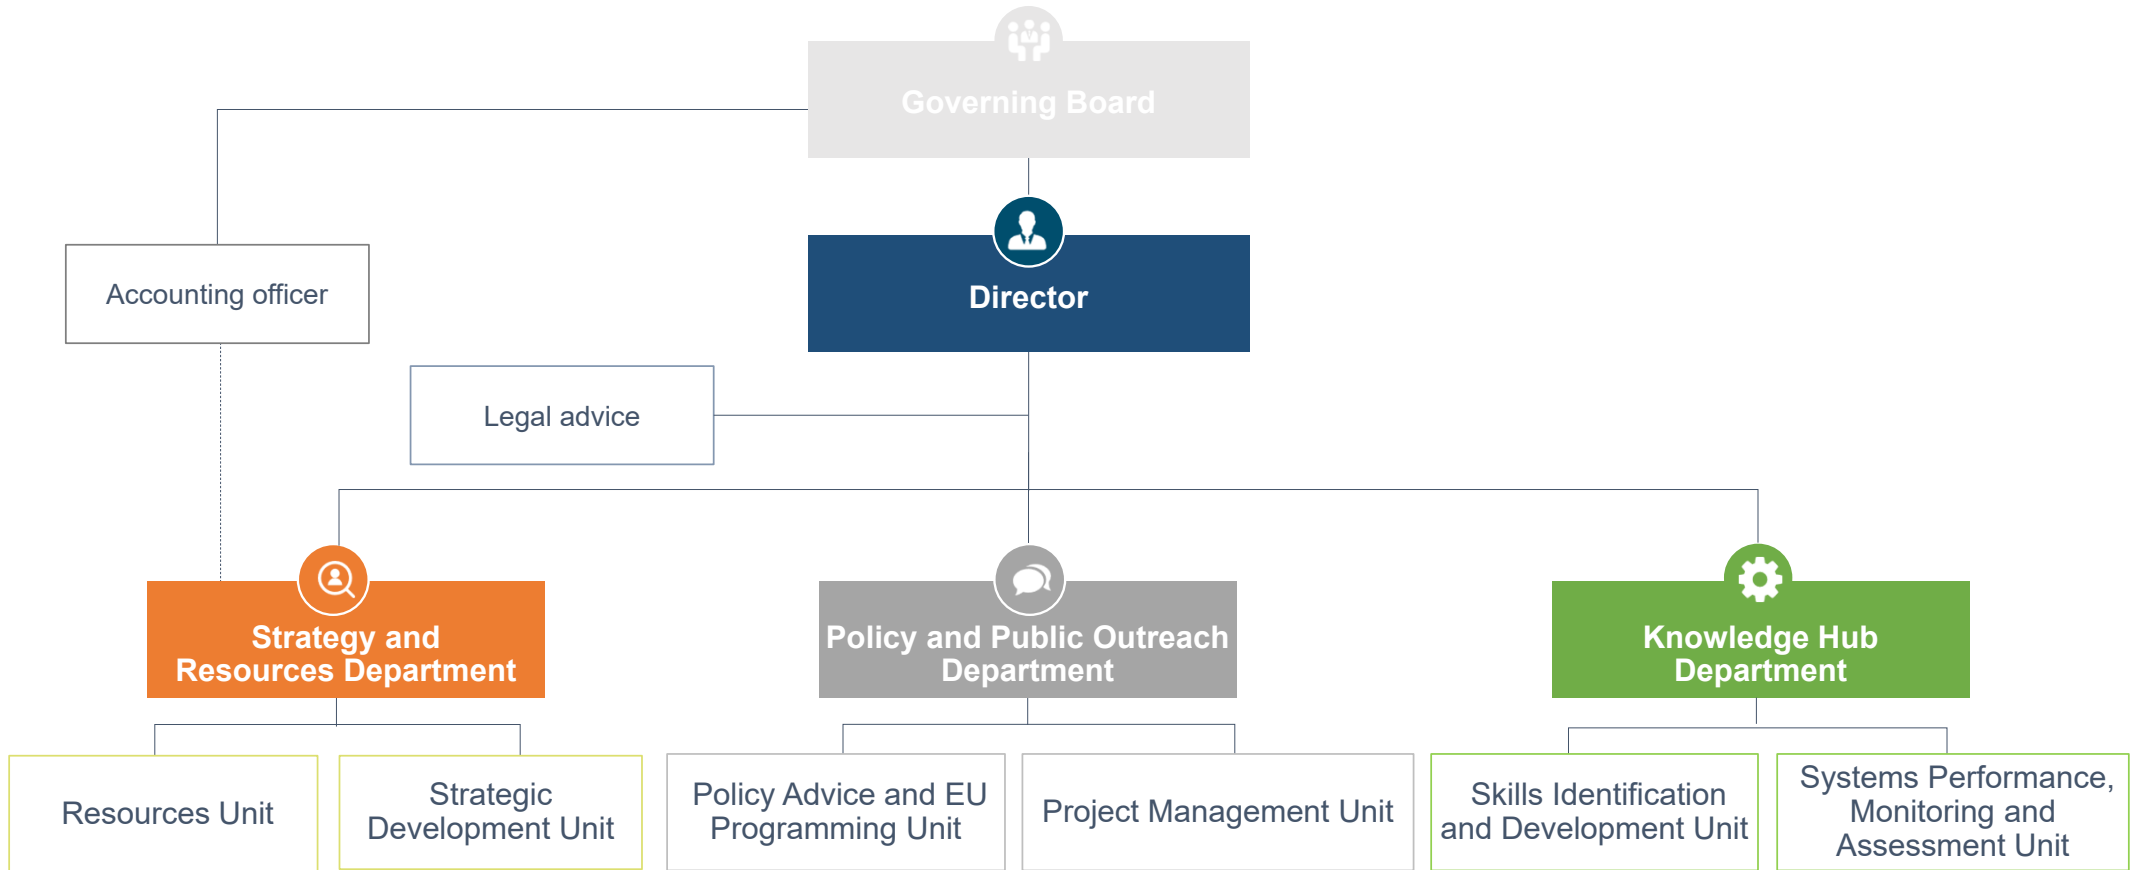 Governing Board
Director
Accounting officer
Legal advice
Strategy and
Resources Department
Policy and Public Outreach
Department
Knowledge Hub
Department
Resources Unit
Strategic
Development Unit
Policy Advice and EU
Programming Unit
Project Management Unit
Skills Identification
and Development Unit
Systems Performance,
Monitoring and
Assessment Unit